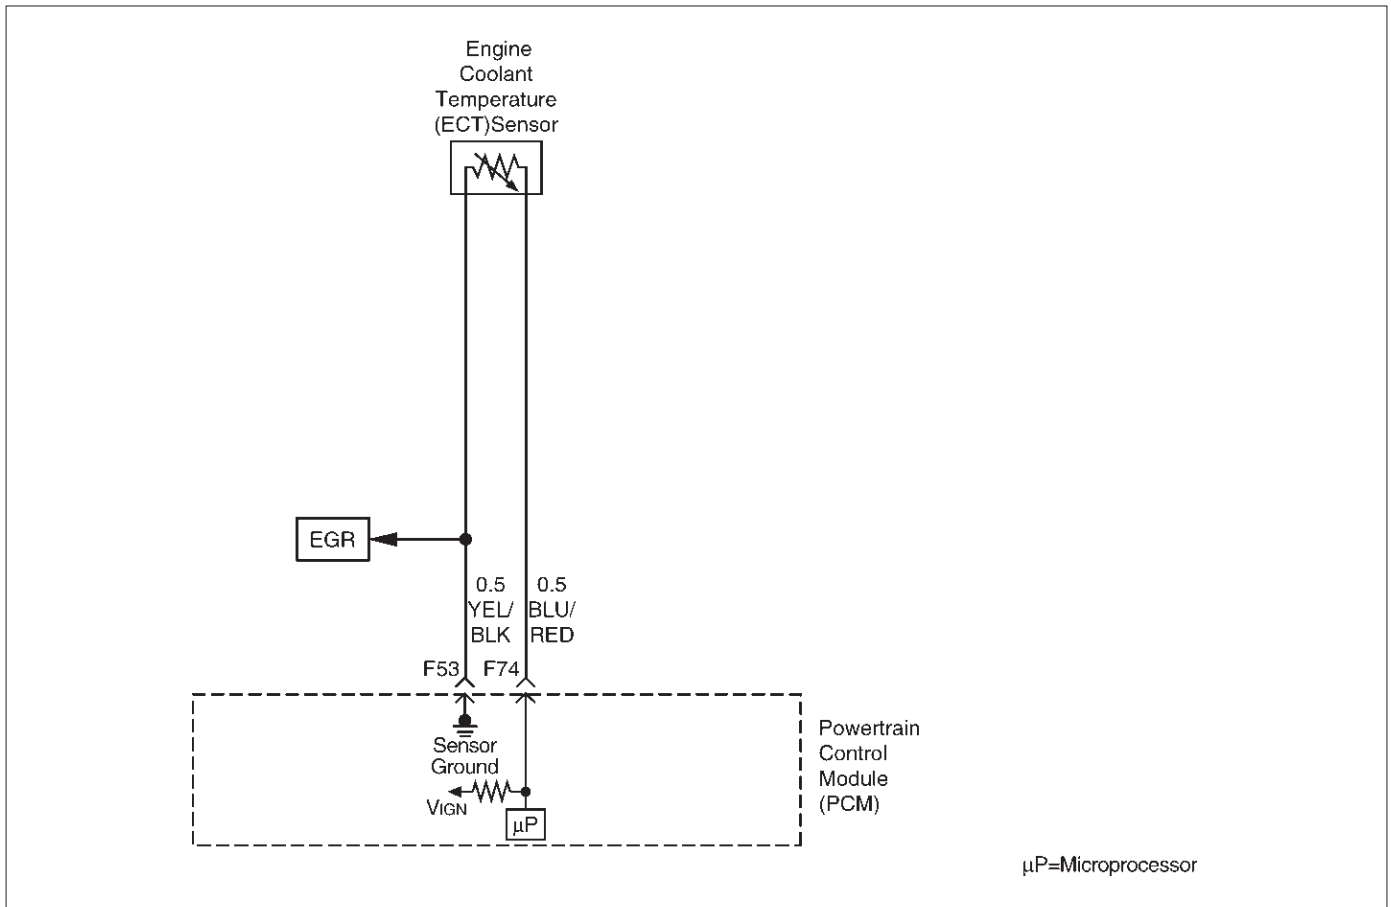 Engine
Coolant
Temperature
(ECT)Sensor
EGR
0.5
YEL/
BLK
0.5
BLU/
RED
F53
F74
Sensor
Ground
VIGN
µP
Powertrain
Control
Module
(PCM)
µP=Microprocessor